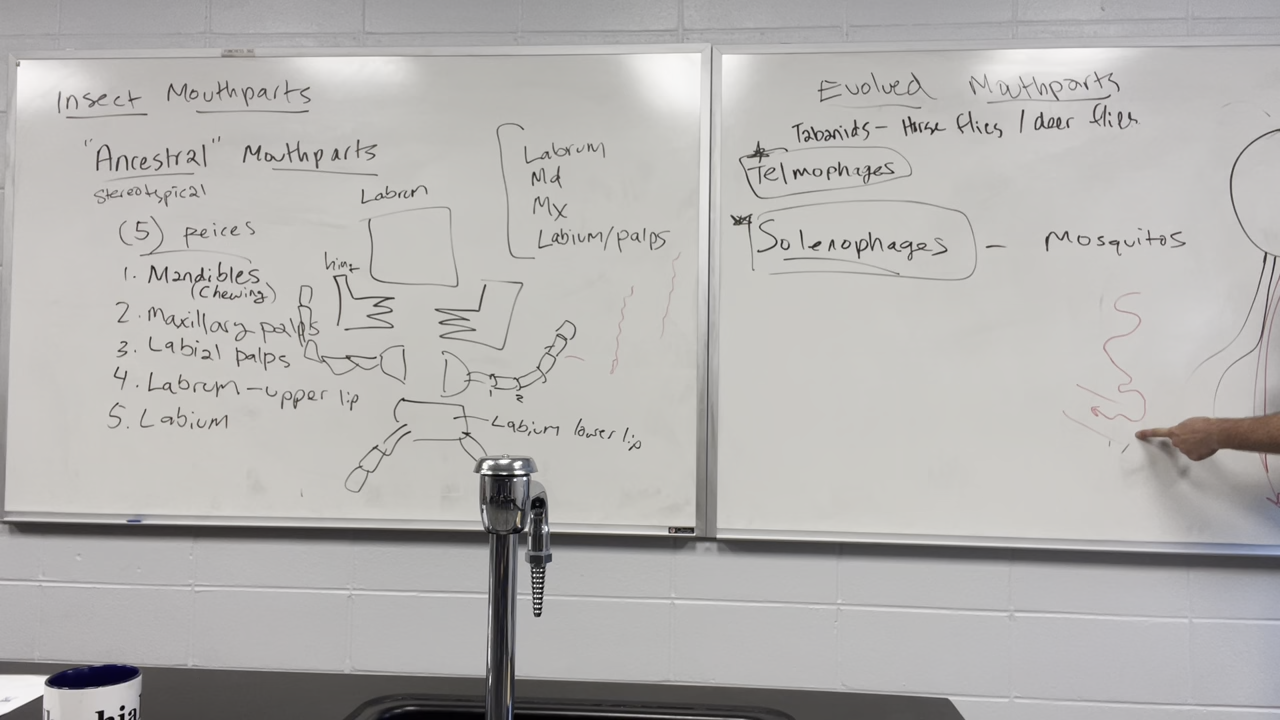 Insect Mouthparts
"Ancestral" Mouthparts
Stereotypical
(5) peices
1. Mandibles
(Chewing)
2. Maxillary palps
3. Labial palps
4. Labrum - upper lip
5. Labium
Labrum
hinge
1 2
Labium lower lip
Labrum
Md
Mx
Labium/palps
Evolved Mouthparts
Tabanids - Horse flies / deer flies
Telmophages
Solenophages - Mosquitos